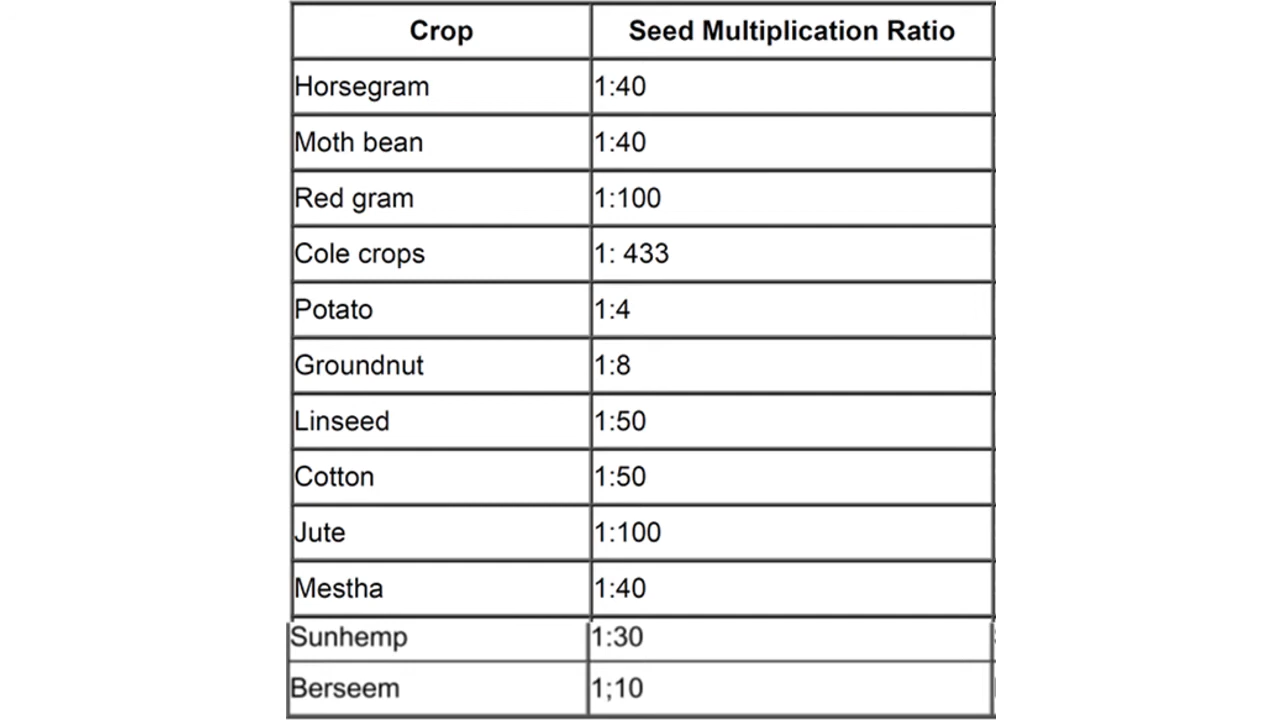 Crop Seed Multiplication Ratio
Horsegram 1:40
Moth bean 1:40
Red gram 1:100
Cole crops 1: 433
Potato 1:4
Groundnut 1:8
Linseed 1:50
Cotton 1:50
Jute 1:100
Mestha 1:40
Sunhemp 1:30
Berseem 1;10